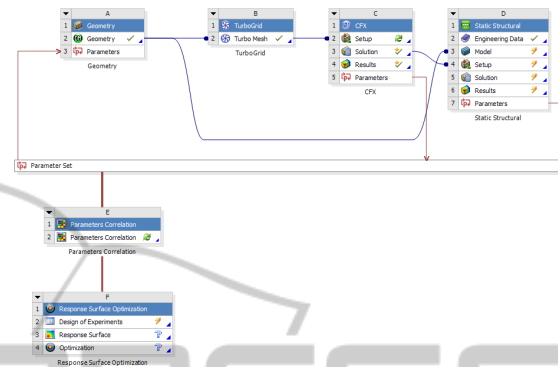 A
1 Geometry
2 Geometry
3 Parameters
Geometry
B
1 TurboGrid
2 Turbo Mesh
TurboGrid
C
1 CFX
2 Setup
3 Solution
4 Results
5 Parameters
CFX
D
1 Static Structural
2 Engineering Data
3 Model
4 Setup
5 Solution
6 Results
7 Parameters
Static Structural
Parameter Set
E
1 Parameters Correlation
2 Parameters Correlation
Parameters Correlation
F
1 Response Surface Optimization
2 Design of Experiments
3 Response Surface
4 Optimization
Response Surface Optimization